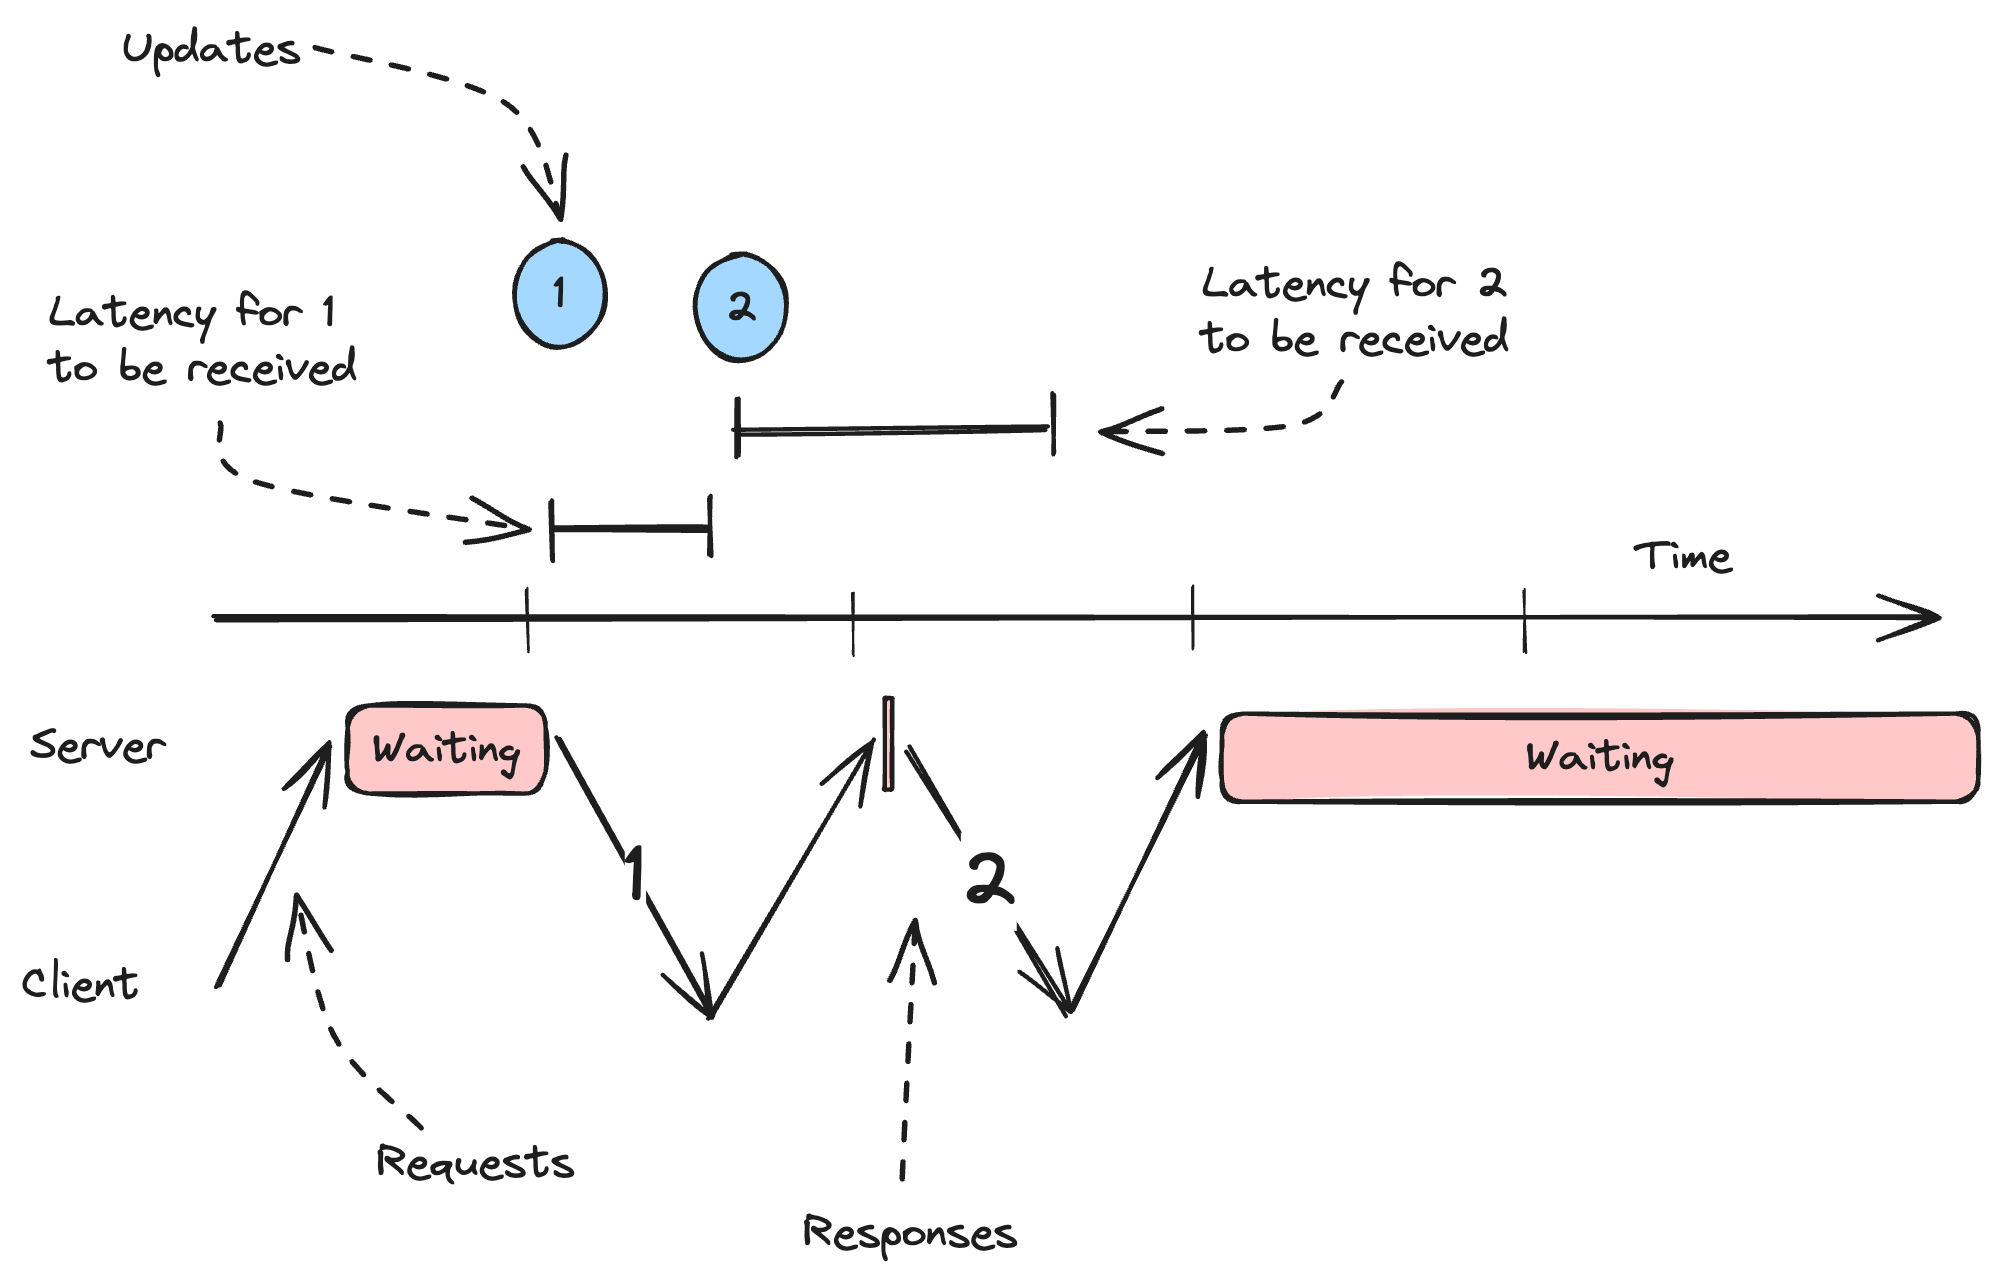 Updates
1
2
Latency for 1
to be received
Latency for 2
to be received
Time
Server
Waiting
Waiting
1
2
Client
Requests
Responses